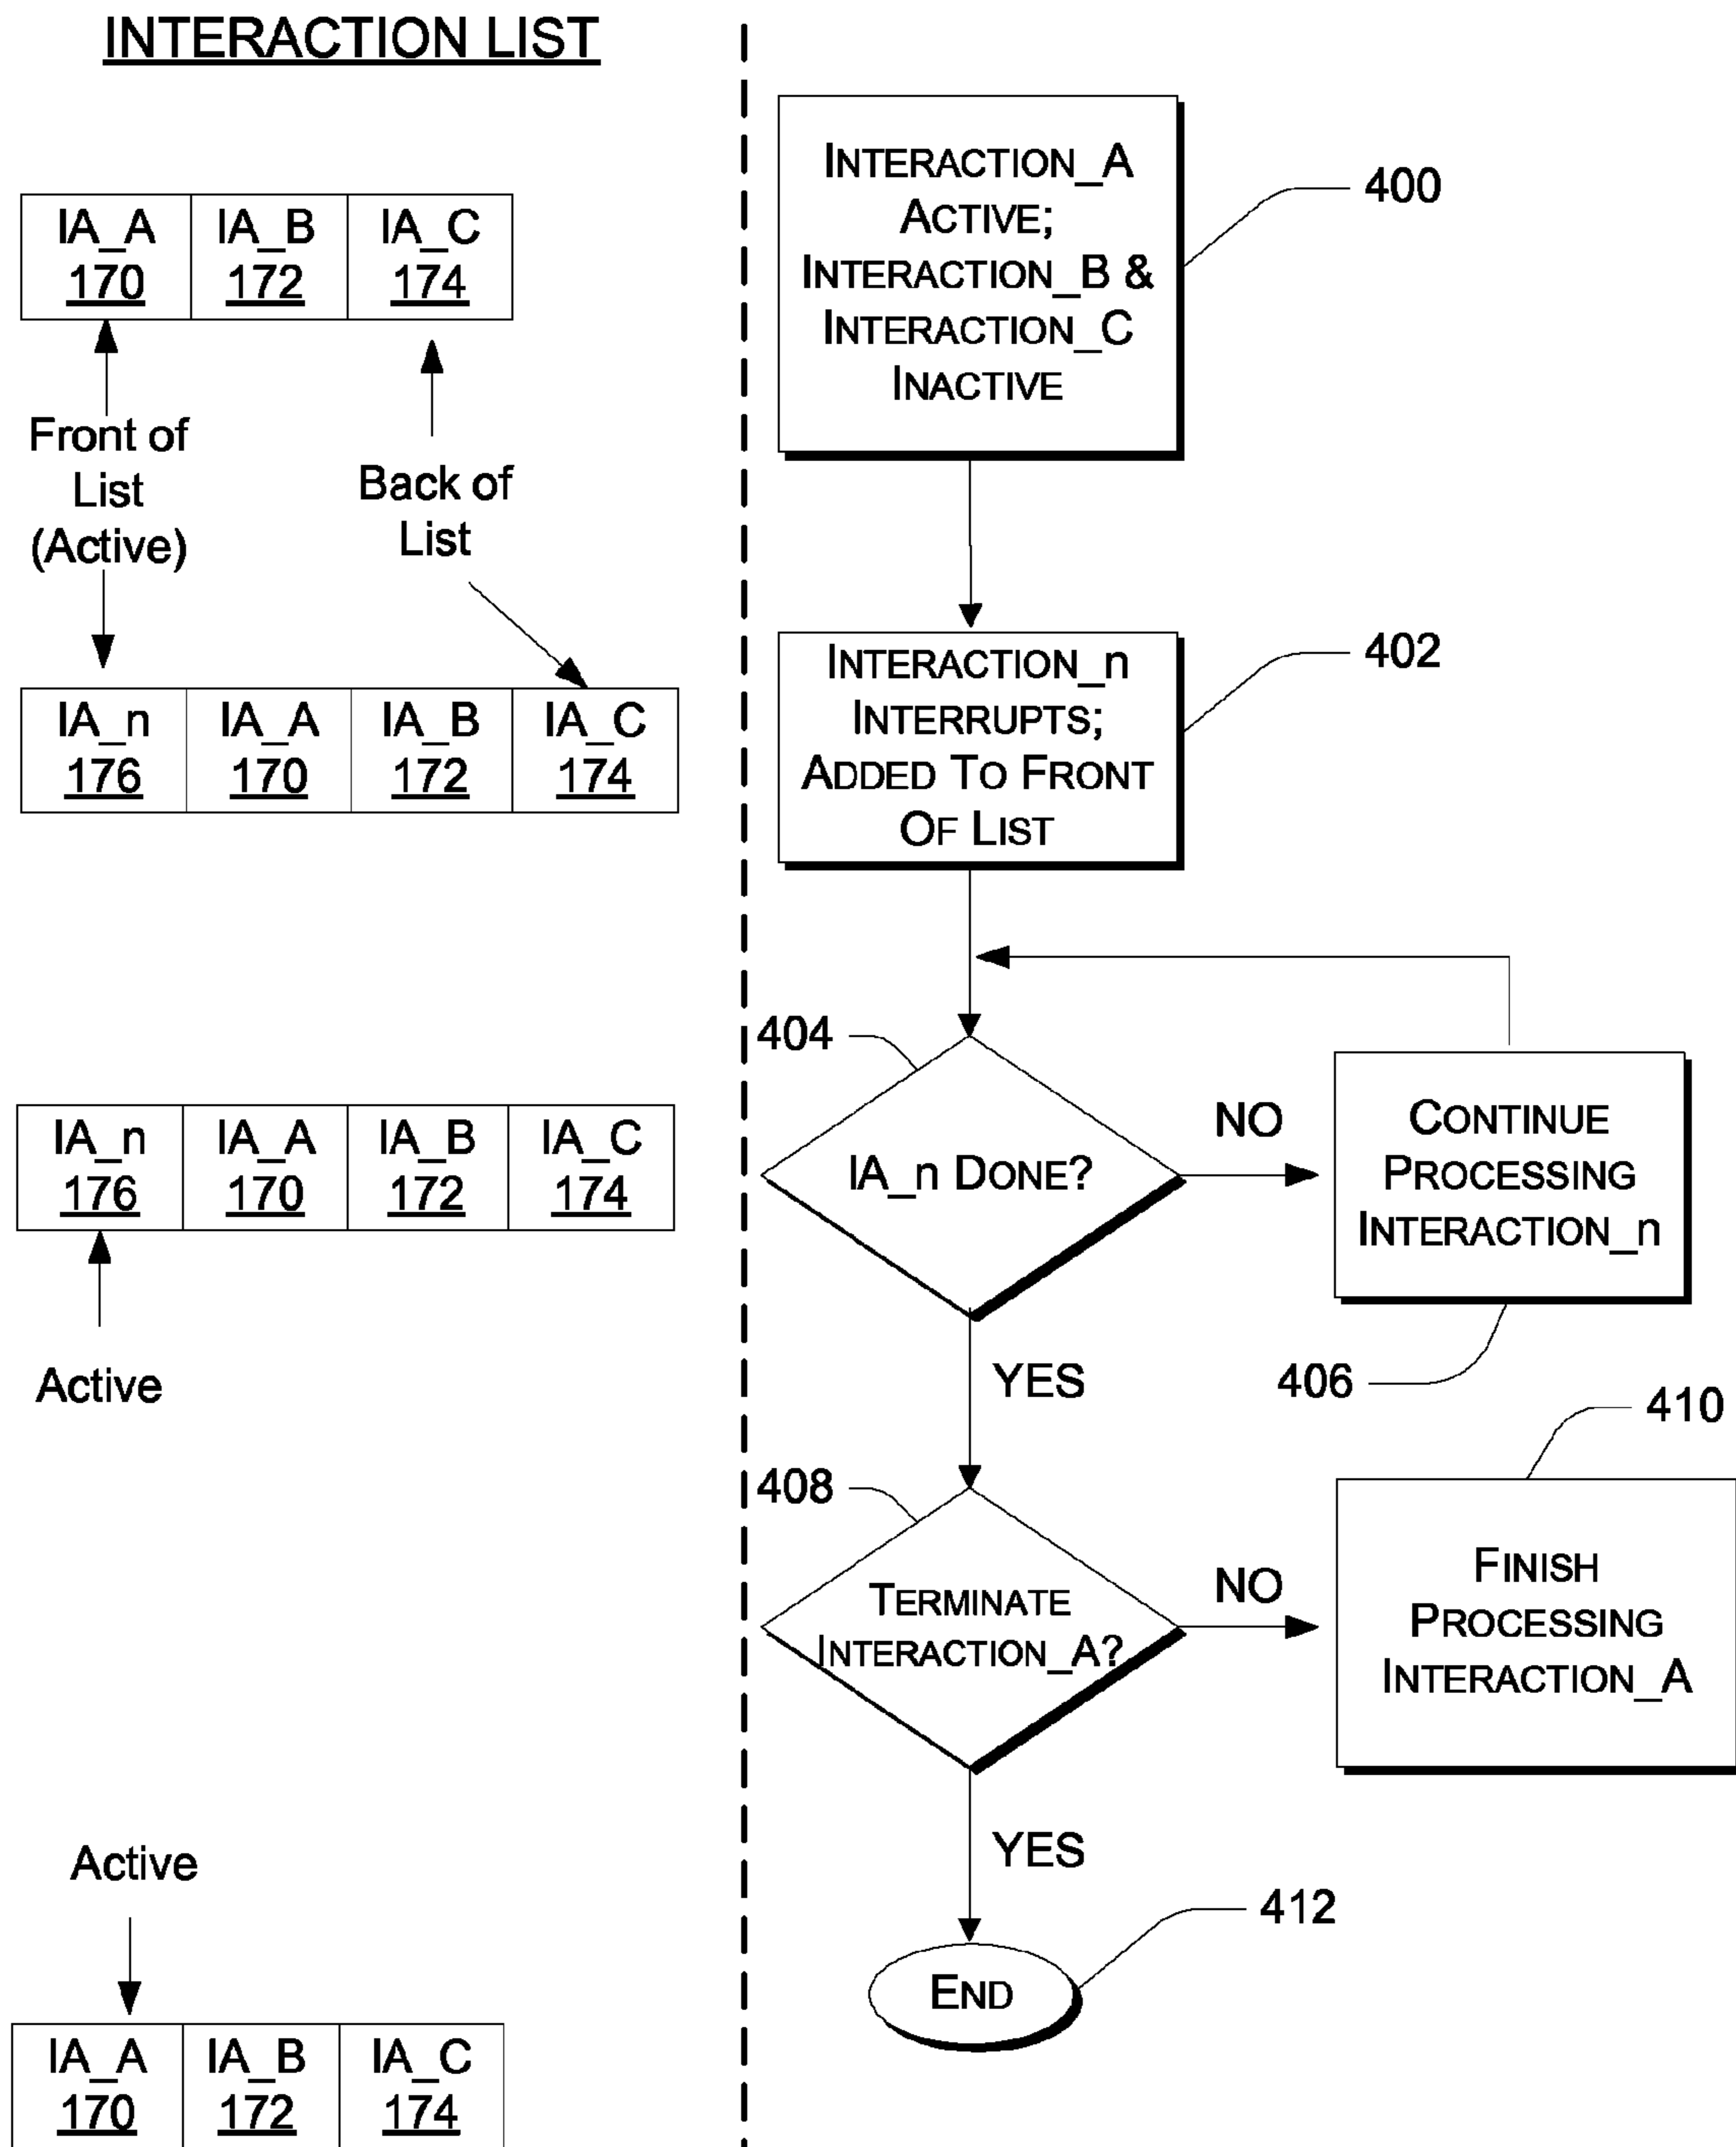 INTERACTION LIST
IA_A
170
IA_B
172
IA_C
174
Front of
List
(Active)
Back of
List
IA_n
176
IA_A
170
IA_B
172
IA_C
174
IA_n
176
IA_A
170
IA_B
172
IA_C
174
Active
Active
IA_A
170
IA_B
172
IA_C
174
INTERACTION_A
ACTIVE;
INTERACTION_B &
INTERACTION_C
INACTIVE
400
INTERACTION_n
INTERRUPTS;
ADDED TO FRONT
OF LIST
402
404
IA_n DONE?
NO
CONTINUE
PROCESSING
INTERACTION_n
406
YES
408
TERMINATE
INTERACTION_A?
NO
410
FINISH
PROCESSING
INTERACTION_A
YES
412
END